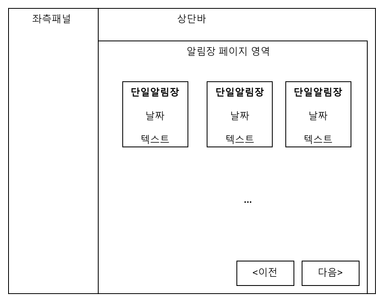 좌측패널
상단바
알림장 페이지 영역
단일알림장
날짜
텍스트
단일알림장
날짜
텍스트
단일알림장
날짜
텍스트
...
<이전
다음>